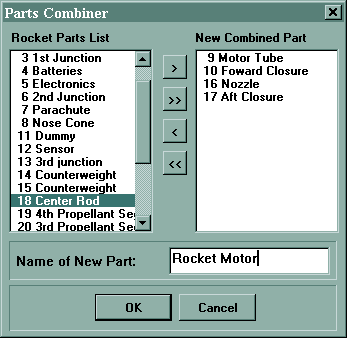 Parts Combiner
Rocket Parts List
3 1st Junction
4 Batteries
5 Electronics
6 2nd Junction
7 Parachute
8 Nose Cone
11 Dummy
12 Sensor
13 3rd junction
14 Counterweight
15 Counterweight
18 Center Rod
19 4th Propellant Se
20 3rd Propellant Se
>
>>
<
<<
New Combined Part
9 Motor Tube
10 Foward Closure
16 Nozzle
17 Aft Closure
Name of New Part:
Rocket Motor
OK
Cancel